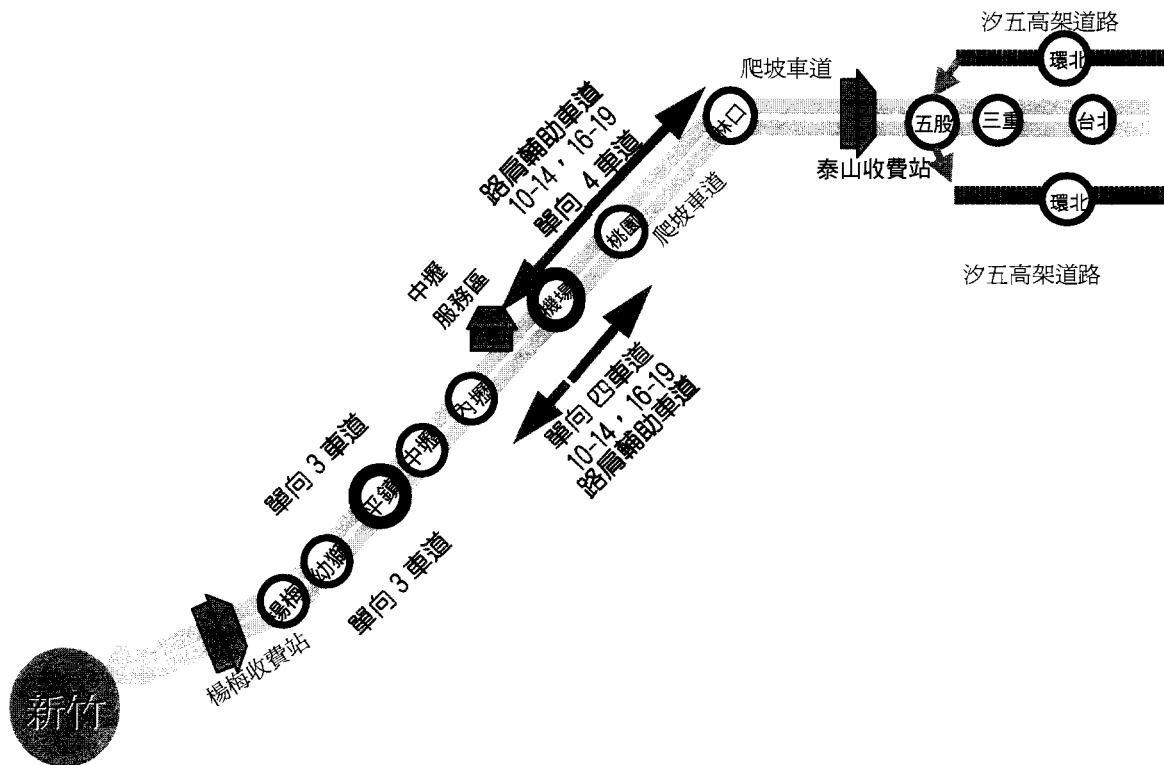 汐五高架道路
環北
爬坡車道
林口
五股
三重
台北
泰山收費站
環北
汐五高架道路
路肩輔助車道
10-14，16-19
單向 4 車道
桃園
爬坡車道
中壢
服務區
機場
單向 四車道
10-14，16-19
路肩輔助車道
內壢
中壢
單向 3 車道
平鎮
幼獅
單向 3 車道
楊梅
楊梅收費站
新竹